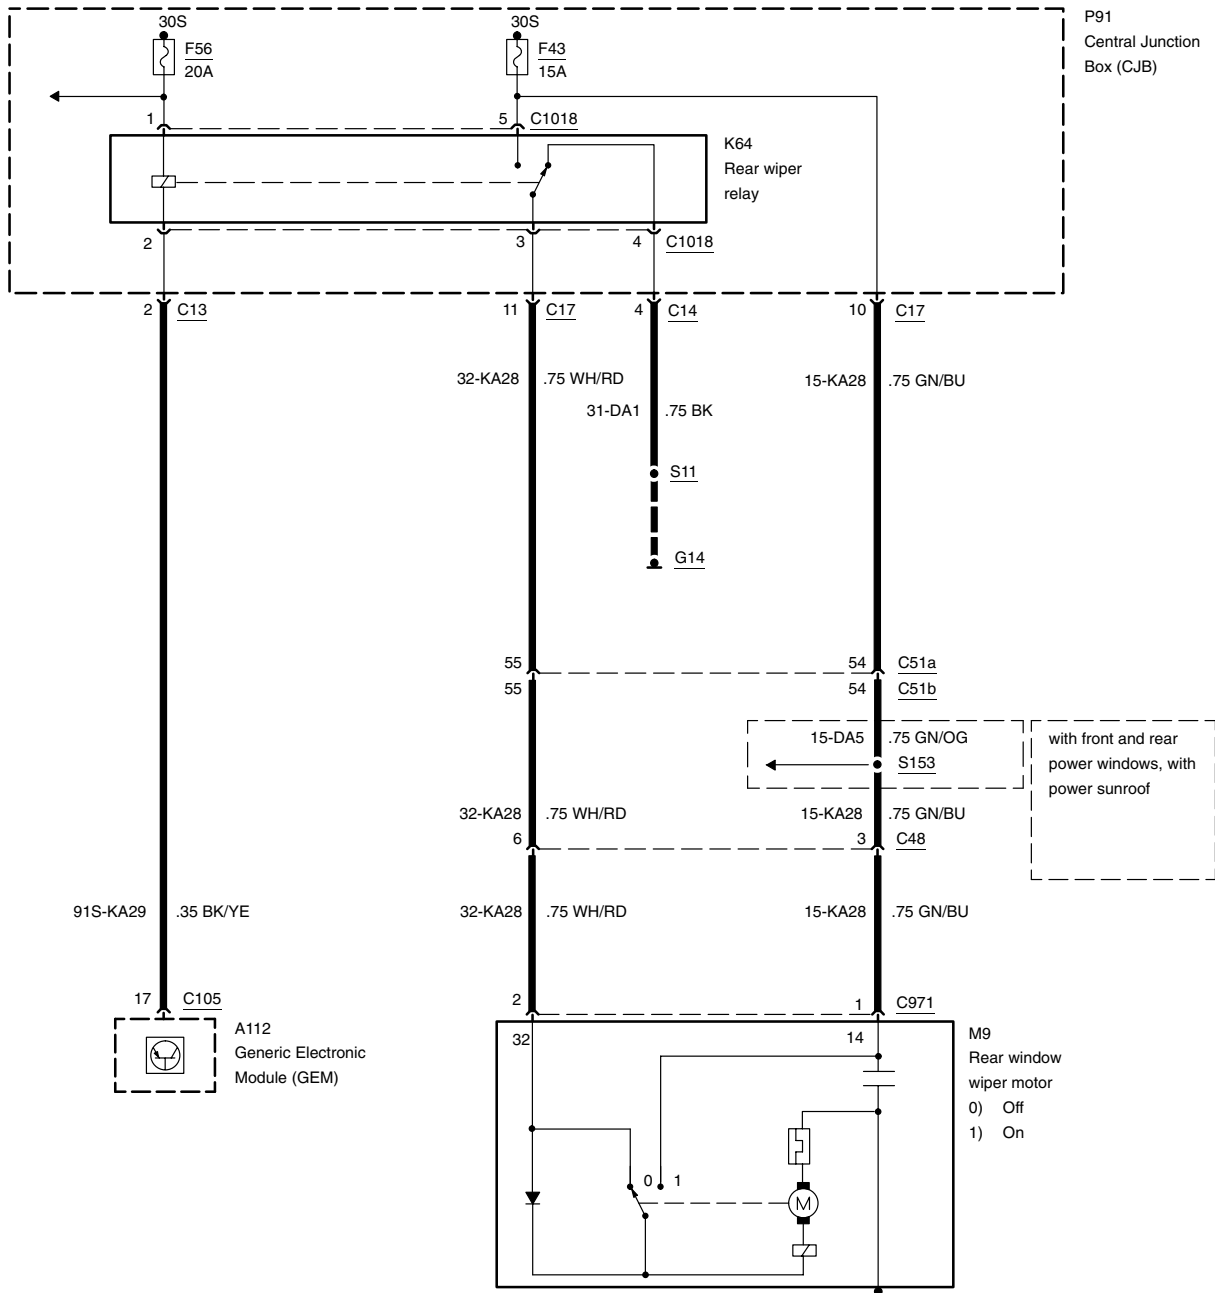 30S
30S
P91
Central Junction
Box (CJB)
F56
20A
F43
15A
1
5
C1018
K64
Rear wiper
relay
2
3
4
C1018
2
C13
11
C17
4
C14
10
C17
32-KA28
.75 WH/RD
15-KA28
.75 GN/BU
31-DA1
.75 BK
S11
G14
55
54
C51a
55
54
C51b
15-DA5
.75 GN/OG
S153
with front and rear
power windows, with
power sunroof
32-KA28
.75 WH/RD
15-KA28
.75 GN/BU
6
3
C48
91S-KA29
.35 BK/YE
32-KA28
.75 WH/RD
15-KA28
.75 GN/BU
17
C105
2
1
C971
A112
Generic Electronic
Module (GEM)
32
14
M9
Rear window
wiper motor
0) Off
1) On
0
1
M